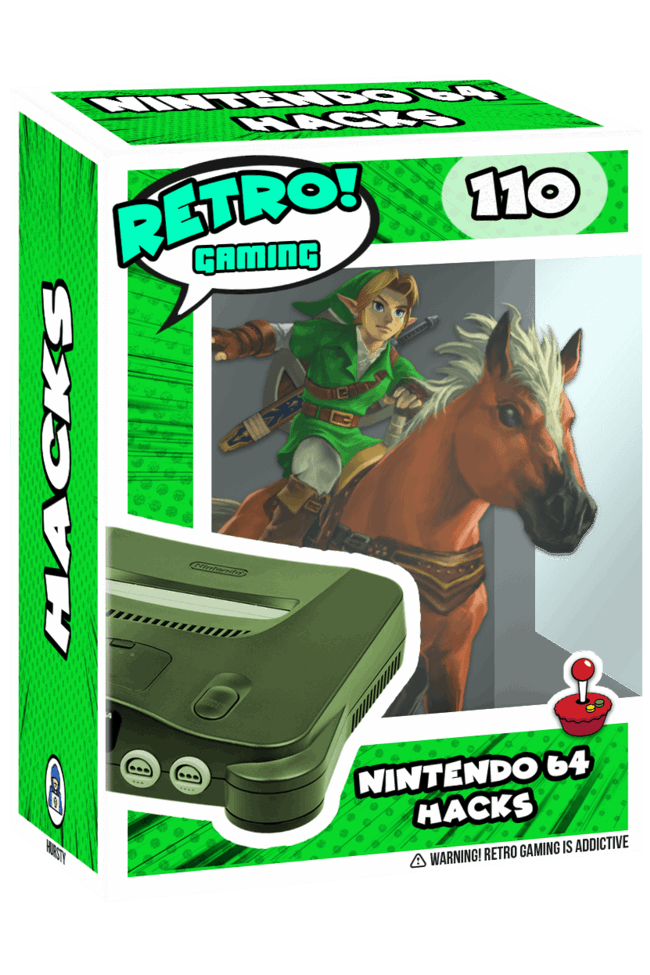 NINTENDO 64
HACKS
RETRO!
GAMING
110
HACKS
Nintendo
NINTENDO 64
HACKS
WARNING! RETRO GAMING IS ADDICTIVE
HURSTY